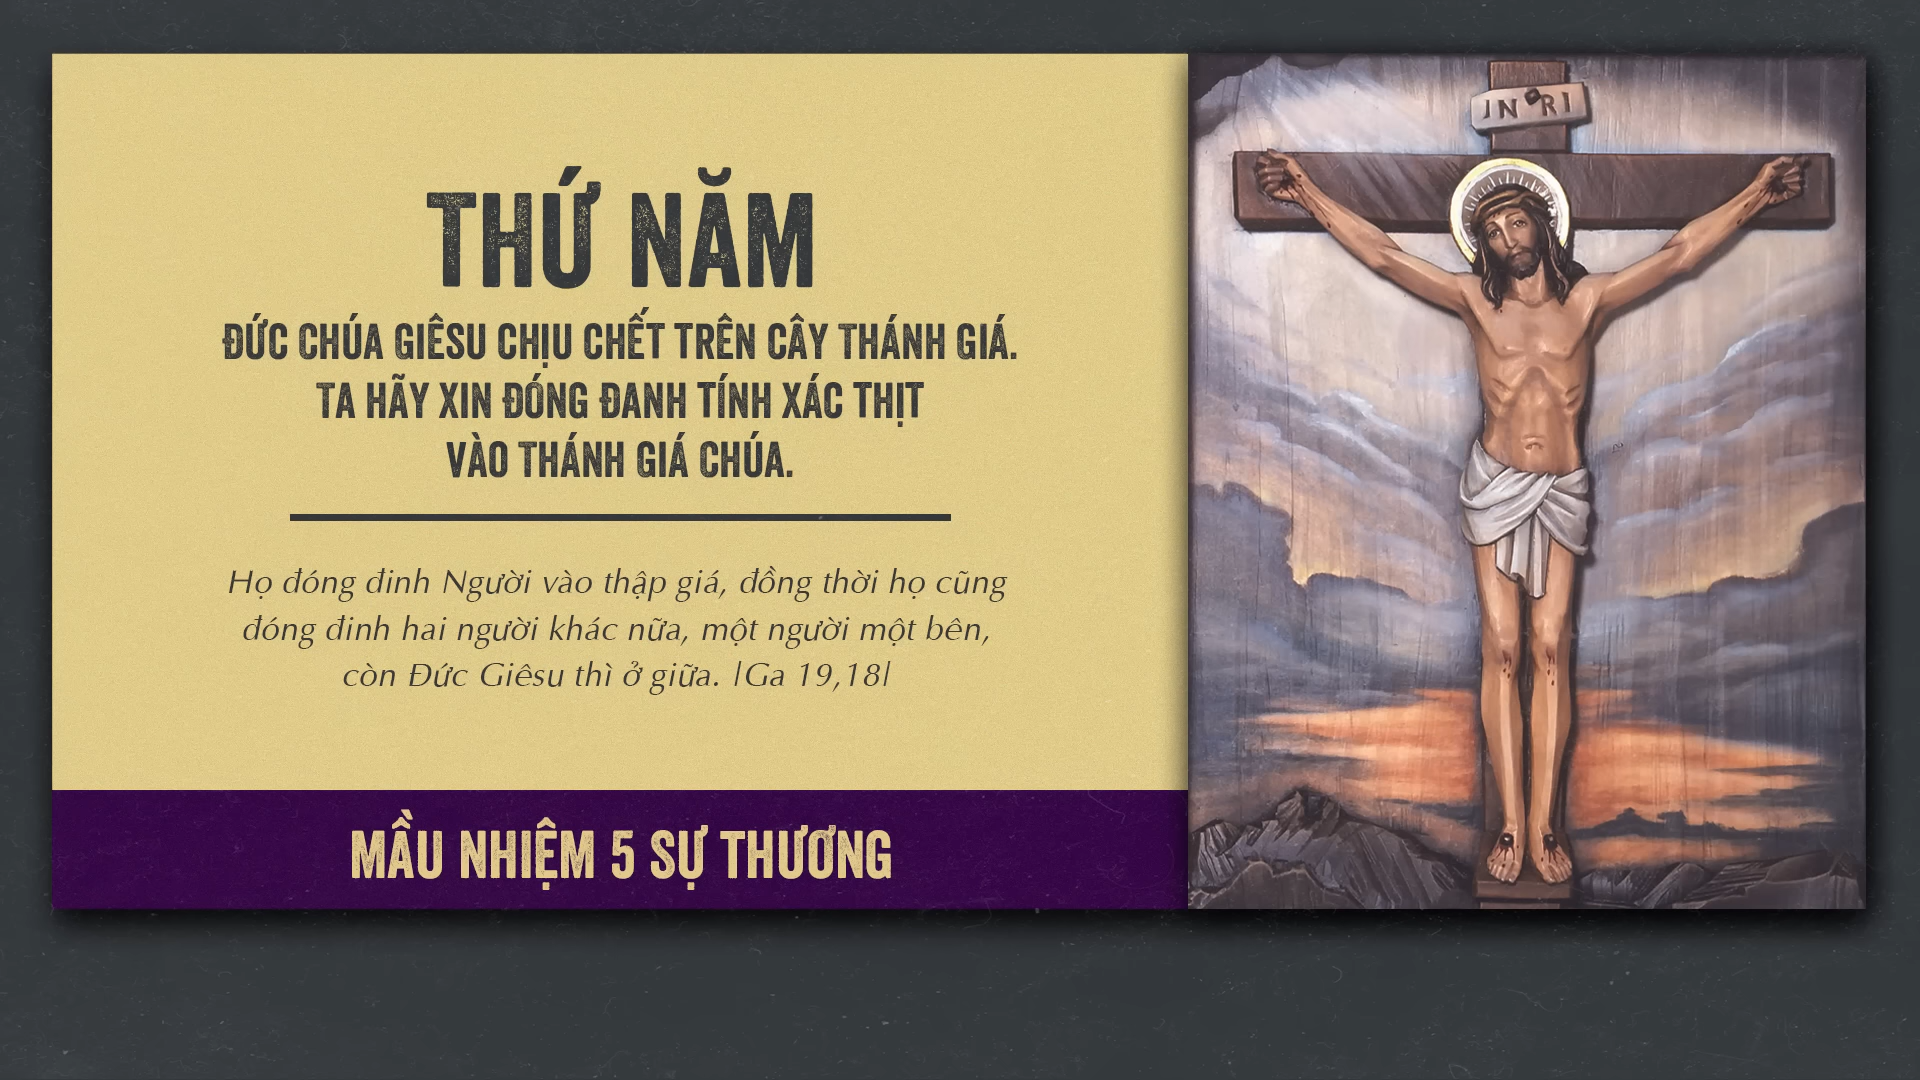 THỨ NĂM
ĐỨC CHÚA GIÊSU CHỊU CHẾT TRÊN CÂY THÁNH GIÁ.
TA HÃY XIN ĐÓNG ĐANH TÍNH XÁC THỊT
VÀO THÁNH GIÁ CHÚA.
Họ đóng đinh Người vào thập giá, đồng thời họ cũng
đóng đinh hai người khác nữa, một người một bên,
còn Đức Giêsu thì ở giữa. |Ga 19,18|
MẦU NHIỆM 5 SỰ THƯƠNG
INRI